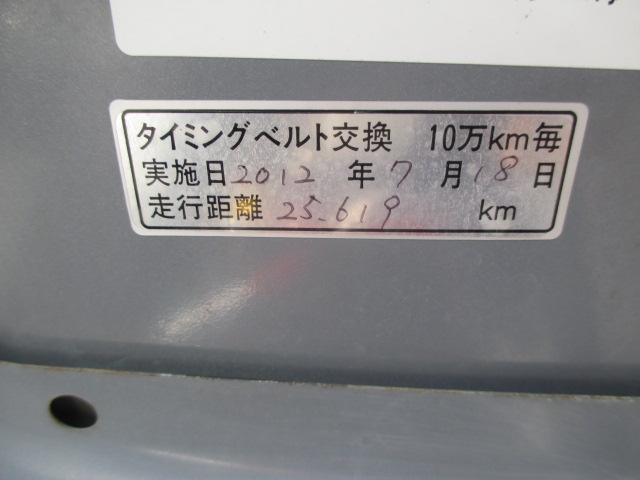 タイミングベルト交換 10万km毎
実施日2012 年7 月18日
走行距離 25.619 km